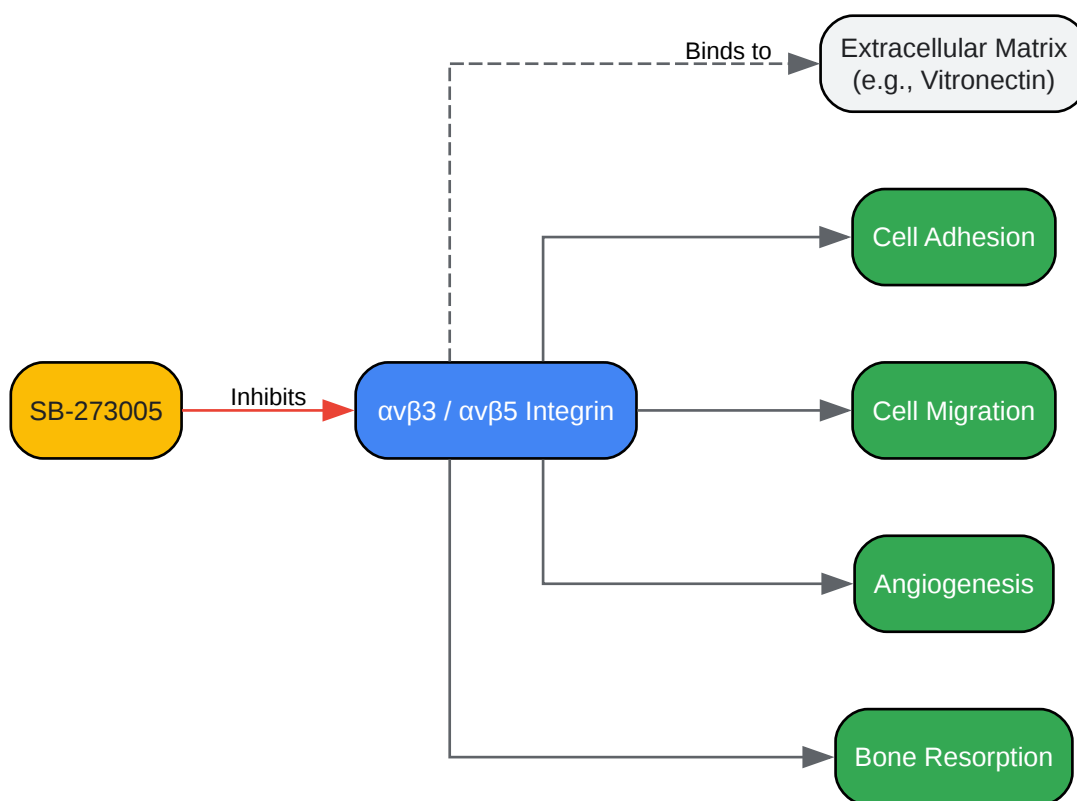 Binds to
Extracellular Matrix
(e.g., Vitronectin)
Cell Adhesion
SB-273005
Inhibits
αvβ3 / αvβ5 Integrin
Cell Migration
Angiogenesis
Bone Resorption